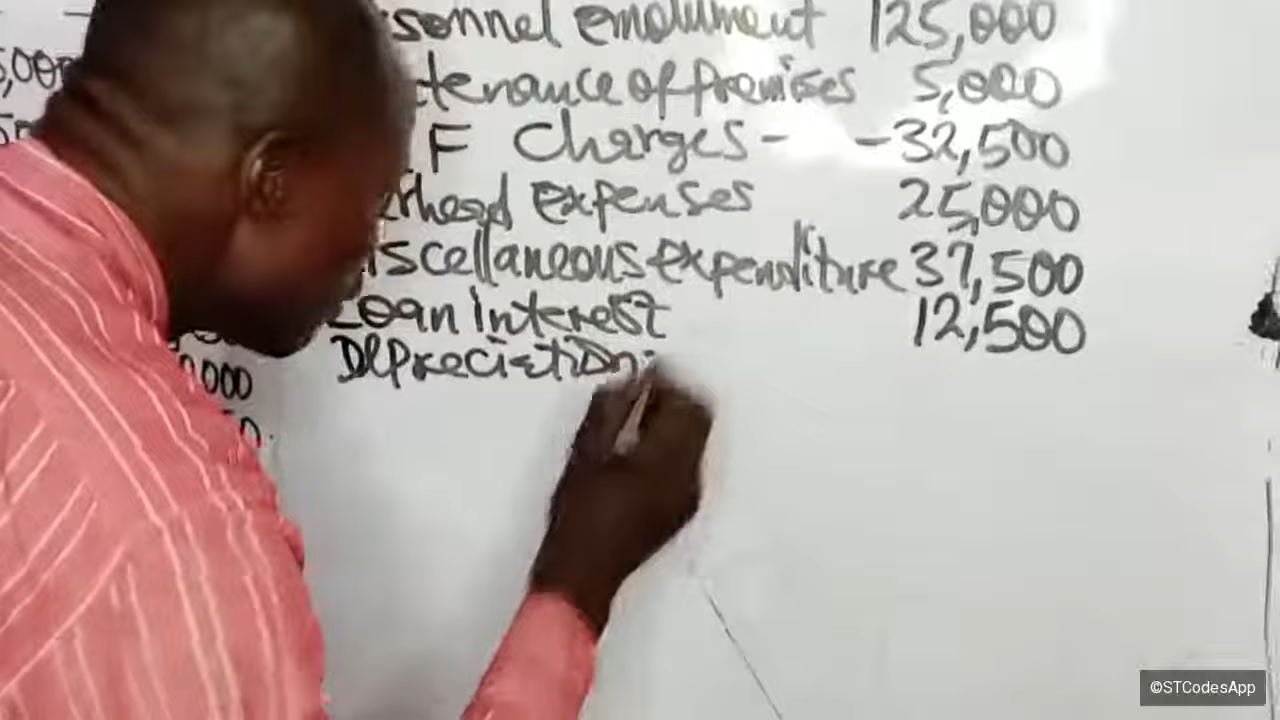 sonnel emolument 125,000
tenance of premises 5,000
F Charges - -32,500
rhead expenses 25,000
iscellaneous expenditure 37,500
Loan interest 12,500
Depreciation:
,000
©STCodesApp